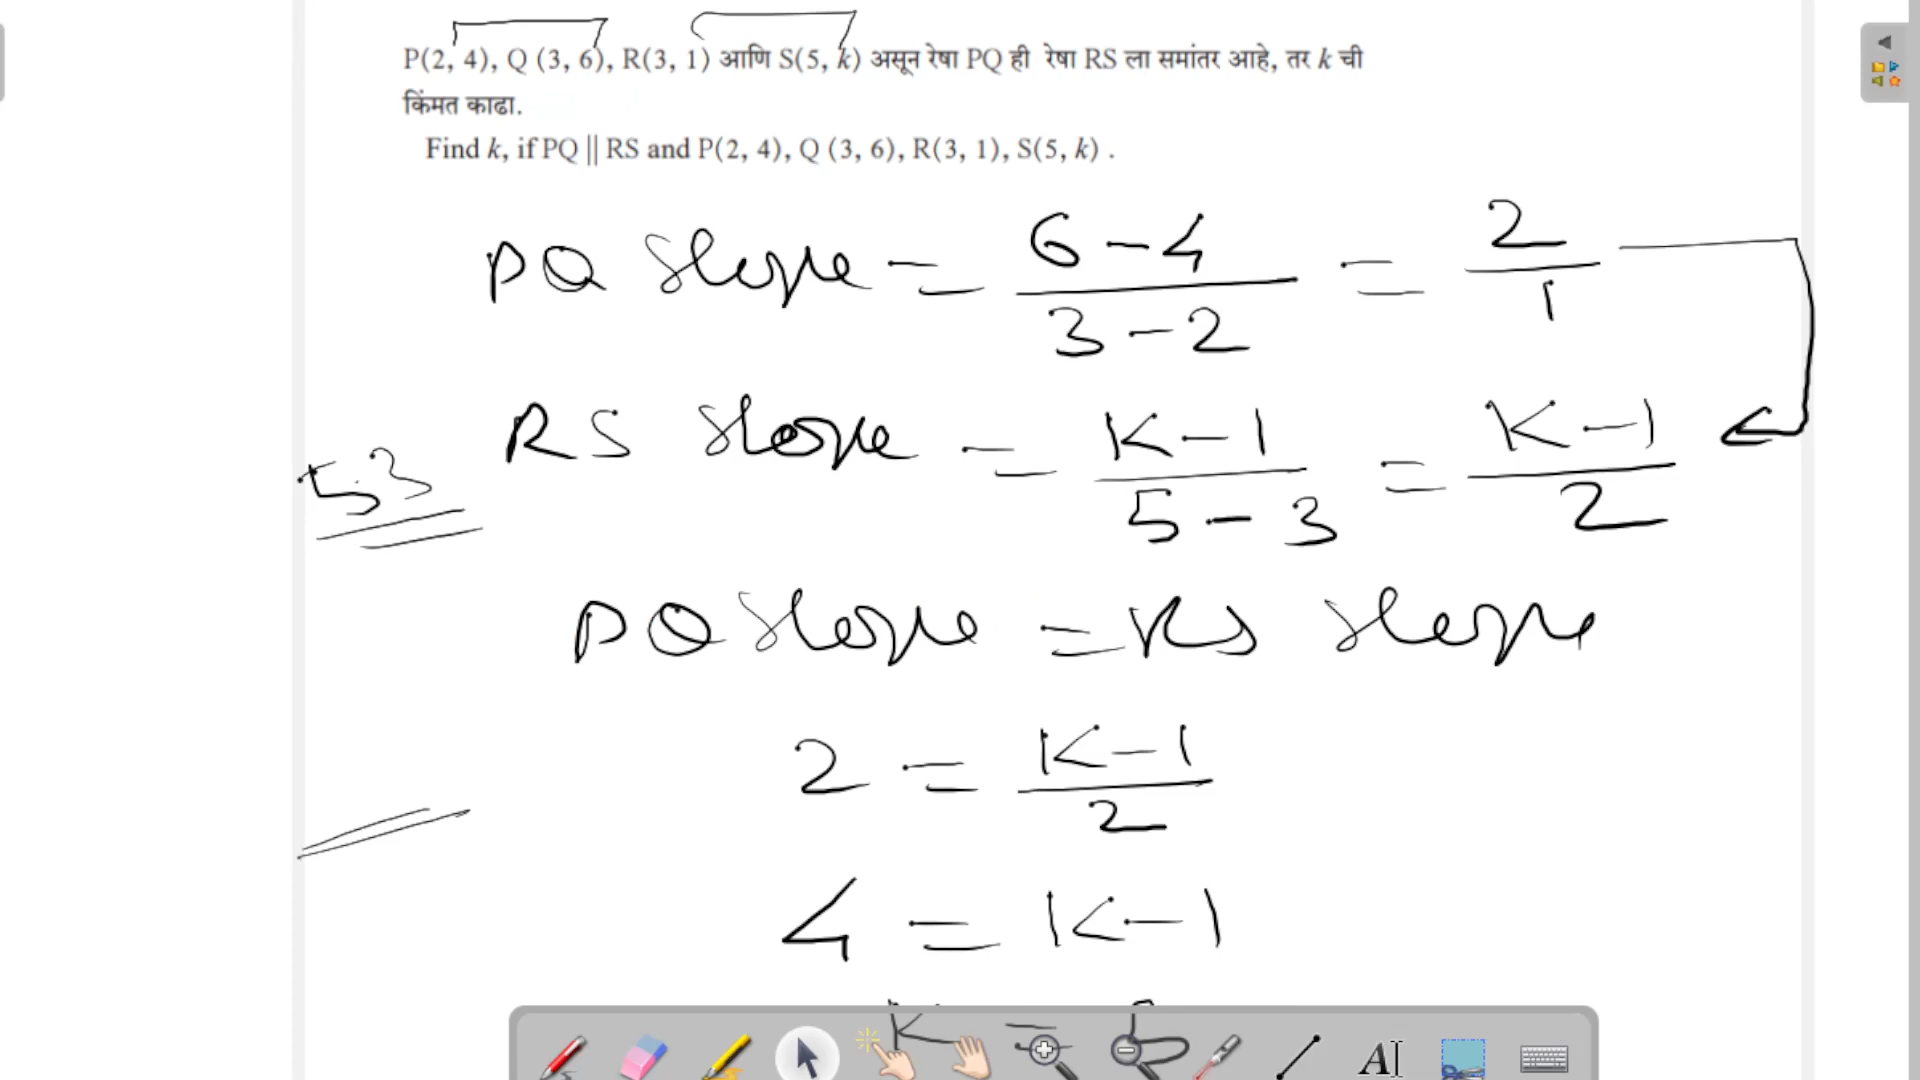 P(2, 4), Q (3, 6), R(3, 1) आणि S(5, k) असून रेषा PQ ही रेषा RS ला समांतर आहे, तर k ची
किंमत काढा.
Find k, if PQ || RS and P(2, 4), Q (3, 6), R(3, 1), S(5, k) .
PQ slope = 6-4/3-2 = 2/1
RS slope = K-1/5-3 = K-1/2
53
PQ slope = RS slope
2 = K-1/2
4 = K-1